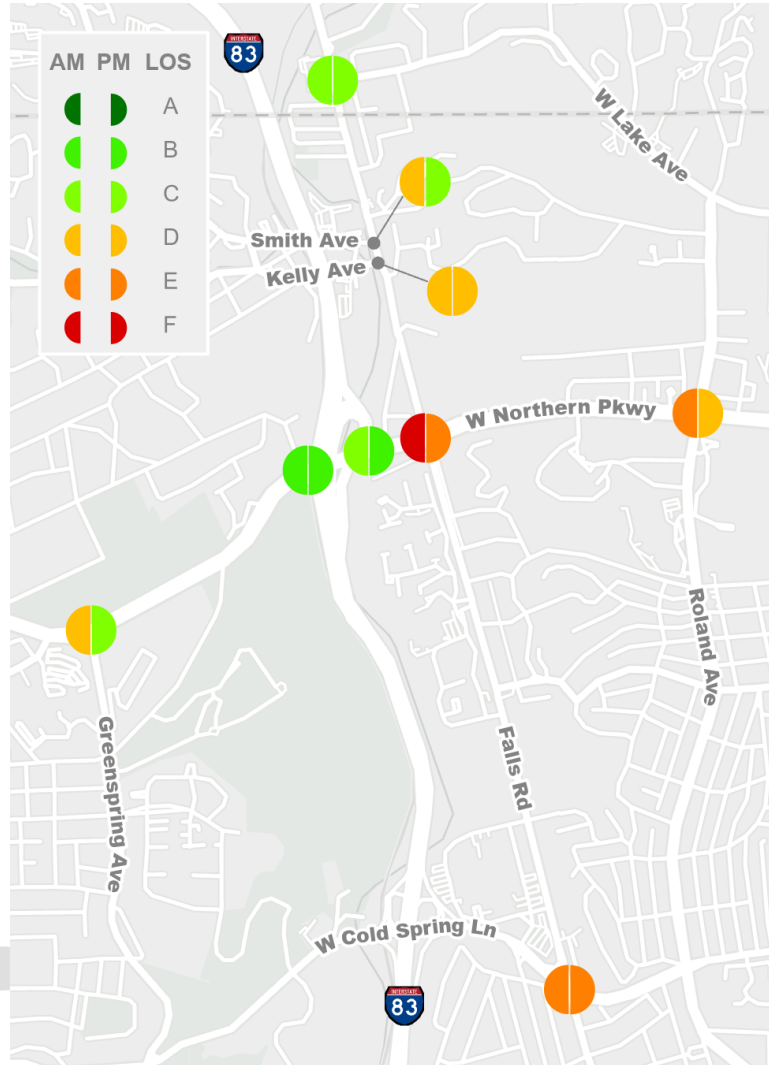 INTERSTATE
83
AM PM LOS
A
B
C
D
E
F
W Lake Ave
Smith Ave
Kelly Ave
W Northern Pkwy
Roland Ave
Greenspring Ave
Falls Rd
W Cold Spring Ln
INTERSTATE
83